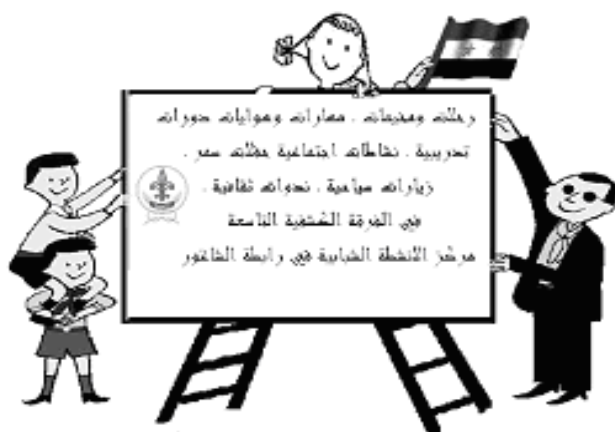 رحلات ومخيمات . مهارات وهوايات دورات
تدريبية . نشاطات اجتماعية حفلات سمر .
زيارات سياحية . ندوات ثقافية .
في الفرقة الكشفية التاسعة
مركز الانشطة الشبابية في رابطة الشاغور